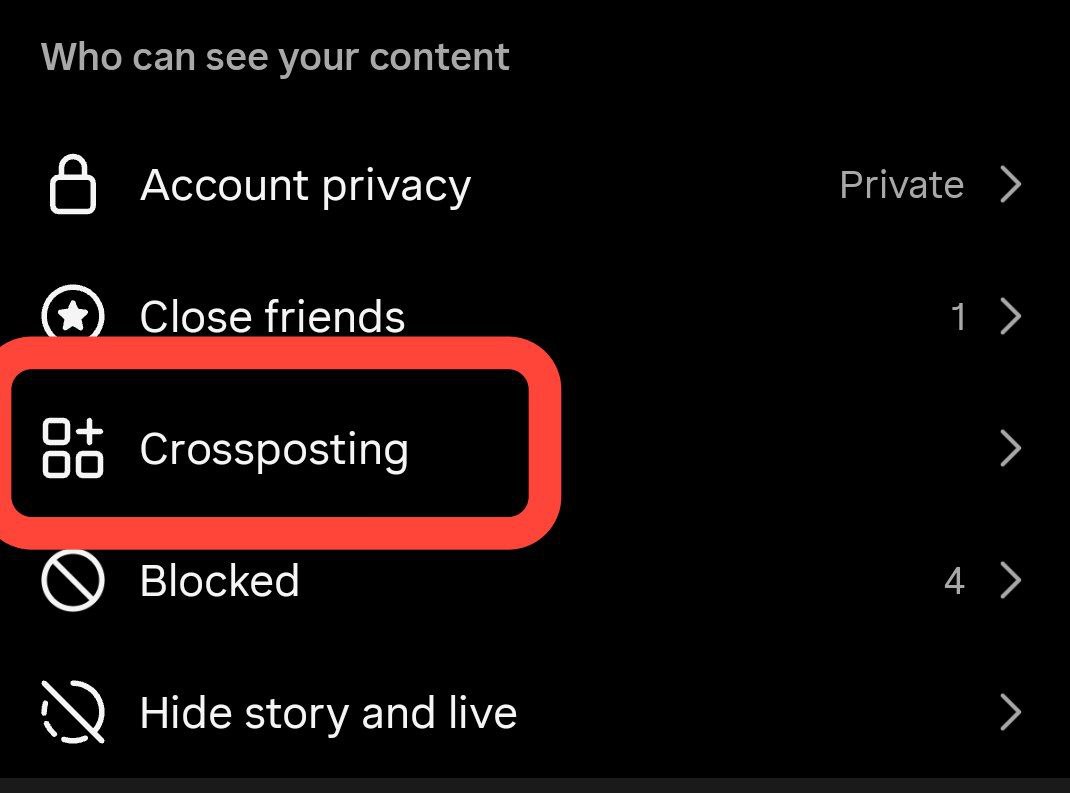 Who can see your content
Account privacy Private
Close friends 1
Crossposting
Blocked 4
Hide story and live